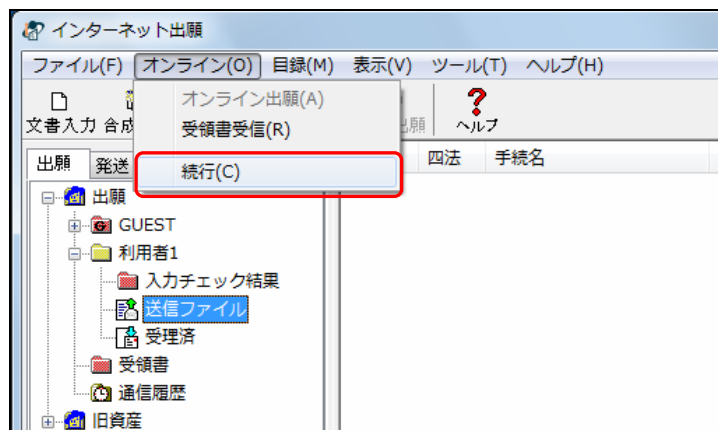 インターネット出願
ファイル(F) オンライン(O) 目録(M) 表示(V) ツール(T) ヘルプ(H)
オンライン出願(A)
受領書受信(R)
続行(C)
文書入力 合成 出願 ヘルプ
出願 発送 四法 手続名
出願
GUEST
利用者1
入力チェック結果
送信ファイル
受理済
受領書
通信履歴
旧資産